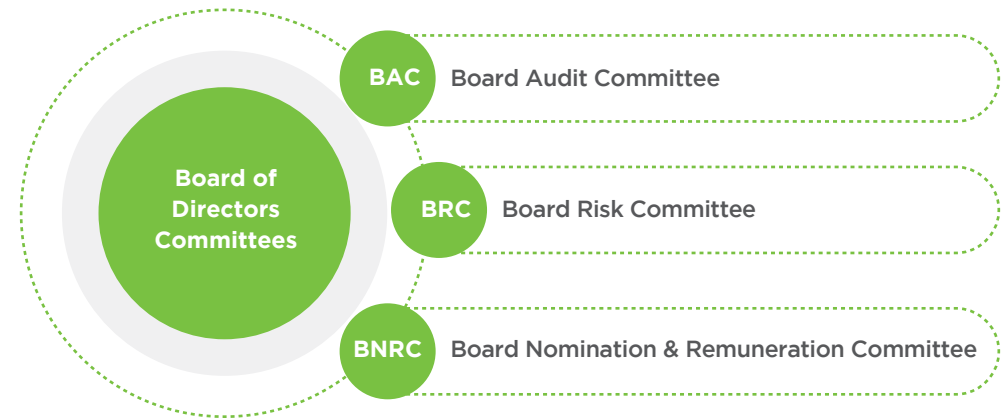 Board of
Directors
Committees
BAC Board Audit Committee
BRC Board Risk Committee
BNRC Board Nomination & Remuneration Committee